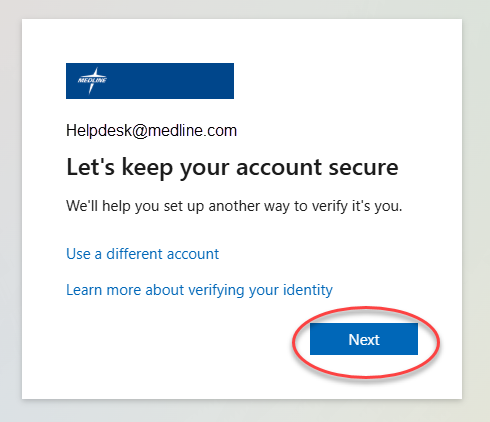 MEDLINE
Helpdesk@medline.com
Let's keep your account secure
We'll help you set up another way to verify it's you.
Use a different account
Learn more about verifying your identity
Next